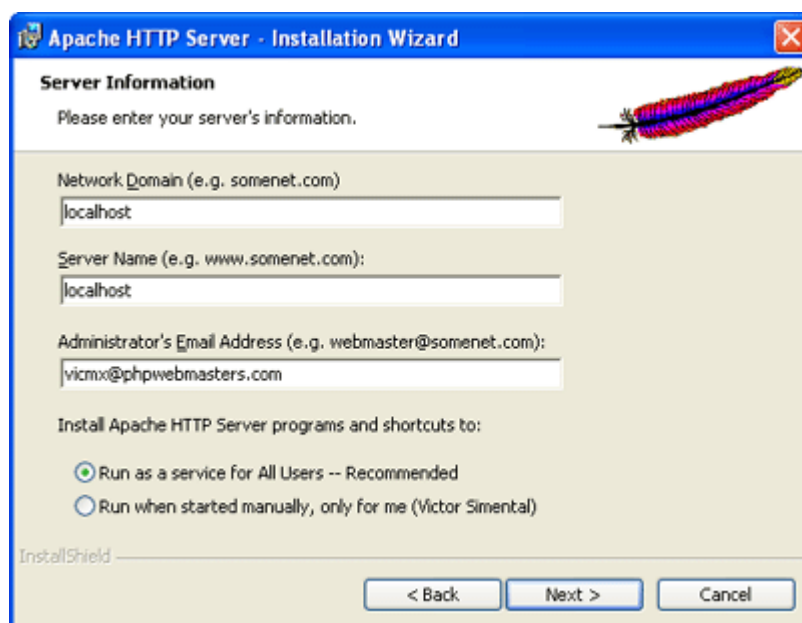 Apache HTTP Server - Installation Wizard
Server Information
Please enter your server's information.
Network Domain (e.g. somenet.com)
localhost
Server Name (e.g. www.somenet.com):
localhost
Administrator's Email Address (e.g. webmaster@somenet.com):
vicmx@phpwebmasters.com
Install Apache HTTP Server programs and shortcuts to:
Run as a service for All Users -- Recommended
Run when started manually, only for me (Victor Simental)
InstallShield
< Back Next > Cancel